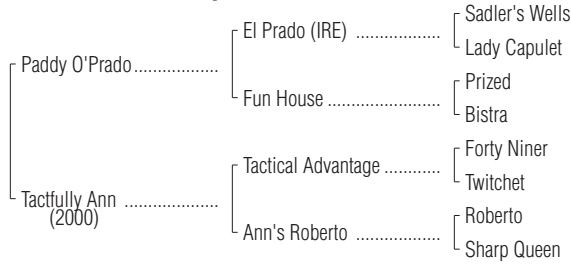 Sadler's Wells
El Prado (IRE) ..................
Lady Capulet
Paddy O'Prado ..................
Prized
Fun House ........................
Bistra
Forty Niner
Tactical Advantage ............
Twitchet
Tactfully Ann ....................
(2000)
Roberto
Ann's Roberto ..................
Sharp Queen